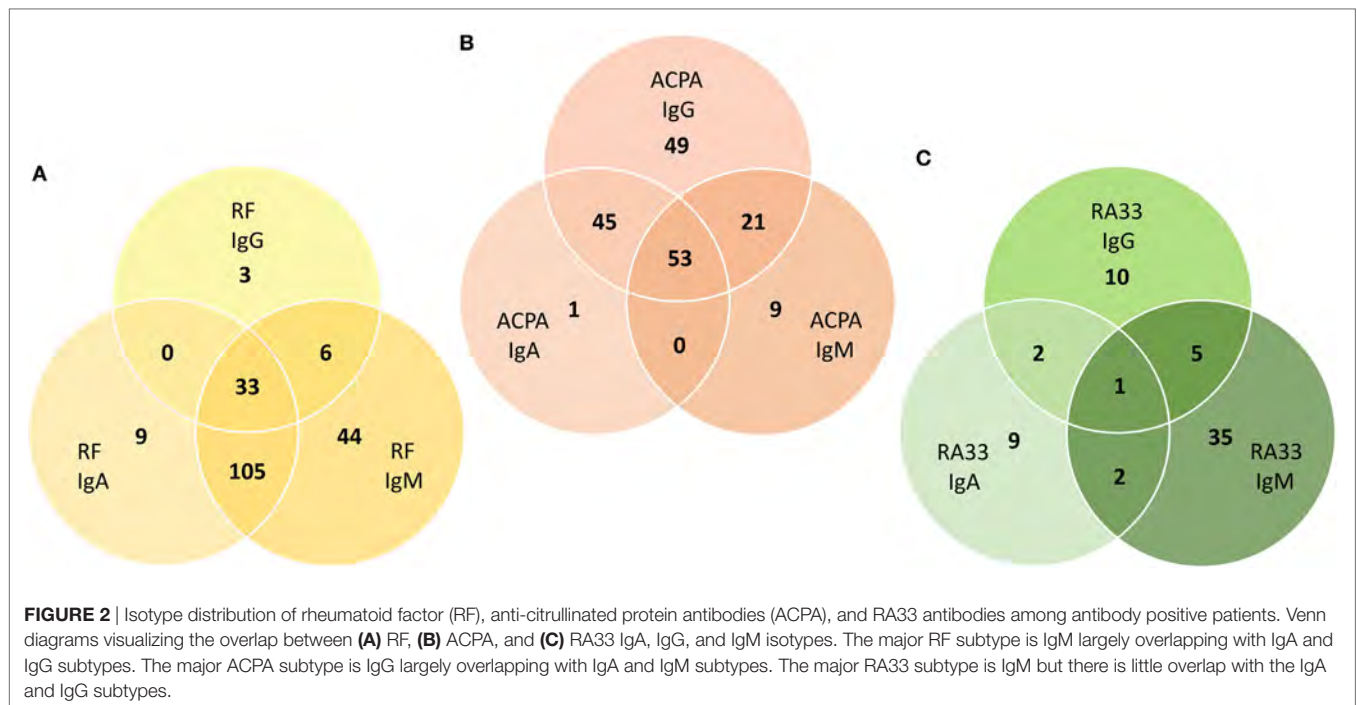 A
RF
IgG
3
0
6
33
9
44
RF
IgA
RF
IgM
105
B
ACPA
IgG
49
45
21
53
1
9
ACPA
IgA
ACPA
IgM
0
C
RA33
IgG
10
2
5
1
9
35
RA33
IgA
RA33
IgM
2
FIGURE 2 | Isotype distribution of rheumatoid factor (RF), anti-citrullinated protein antibodies (ACPA), and RA33 antibodies among antibody positive patients. Venn
diagrams visualizing the overlap between (A) RF, (B) ACPA, and (C) RA33 IgA, IgG, and IgM isotypes. The major RF subtype is IgM largely overlapping with IgA and
IgG subtypes. The major ACPA subtype is IgG largely overlapping with IgA and IgM subtypes. The major RA33 subtype is IgM but there is little overlap with the IgA
and IgG subtypes.